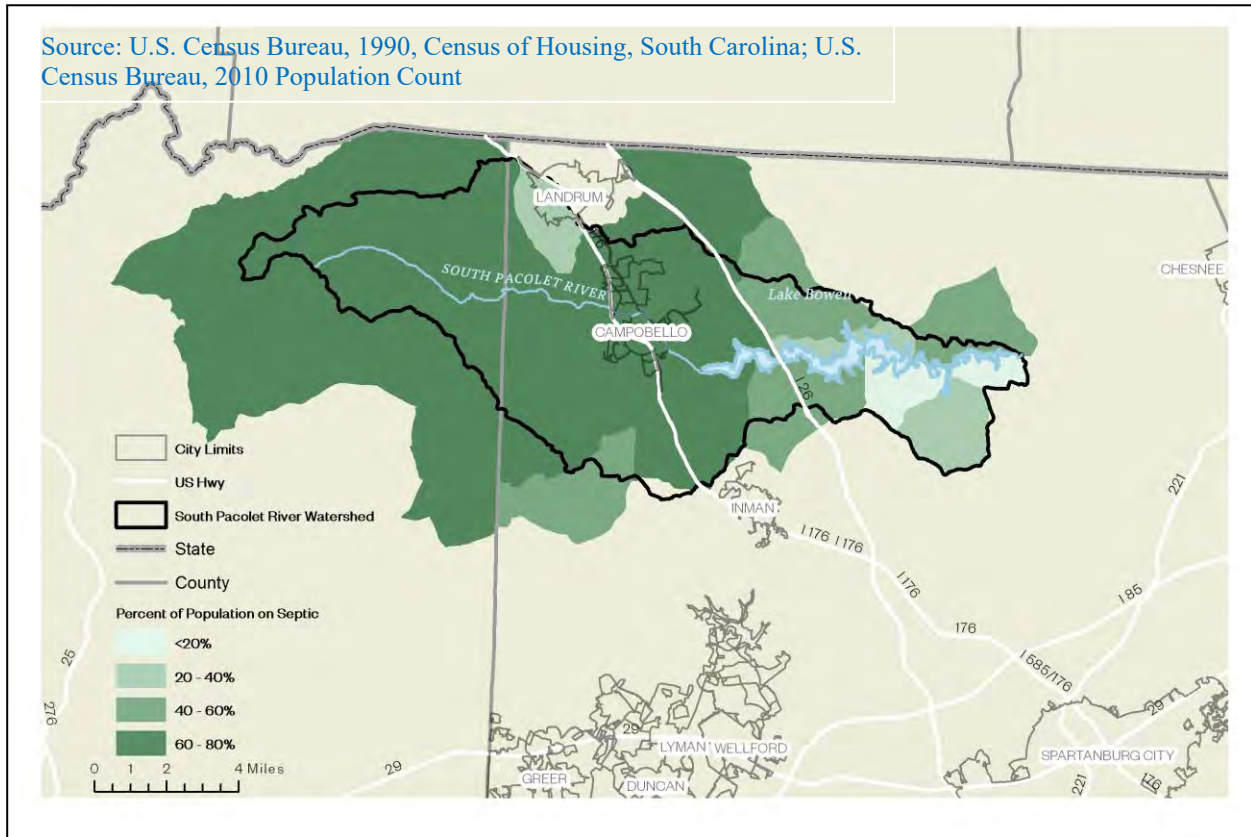 Source: U.S. Census Bureau, 1990, Census of Housing, South Carolina; U.S.
Census Bureau, 2010 Population Count
LANDRUM
176
CHESNEE
SOUTH PACOLET RIVER
Lake Bowen
CAMPOBELLO
I 26
City Limits
US Hwy
South Pacolet River Watershed
State
County
Percent of Population on Septic
<20%
20 - 40%
40 - 60%
60 - 80%
0 1 2 4 Miles
INMAN
I 176 I 176
I 176
176
I 585/176
221
I 85
25
276
29
29
29
LYMAN
WELLFORD
GREER
DUNCAN
SPARTANBURG CITY
221
176